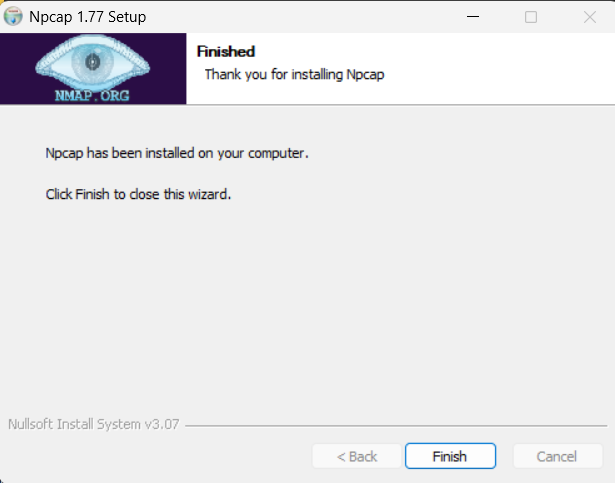 Npcap 1.77 Setup
Finished
Thank you for installing Npcap
NMAP.ORG
Npcap has been installed on your computer.
Click Finish to close this wizard.
Nullsoft Install System v3.07
< Back
Finish
Cancel